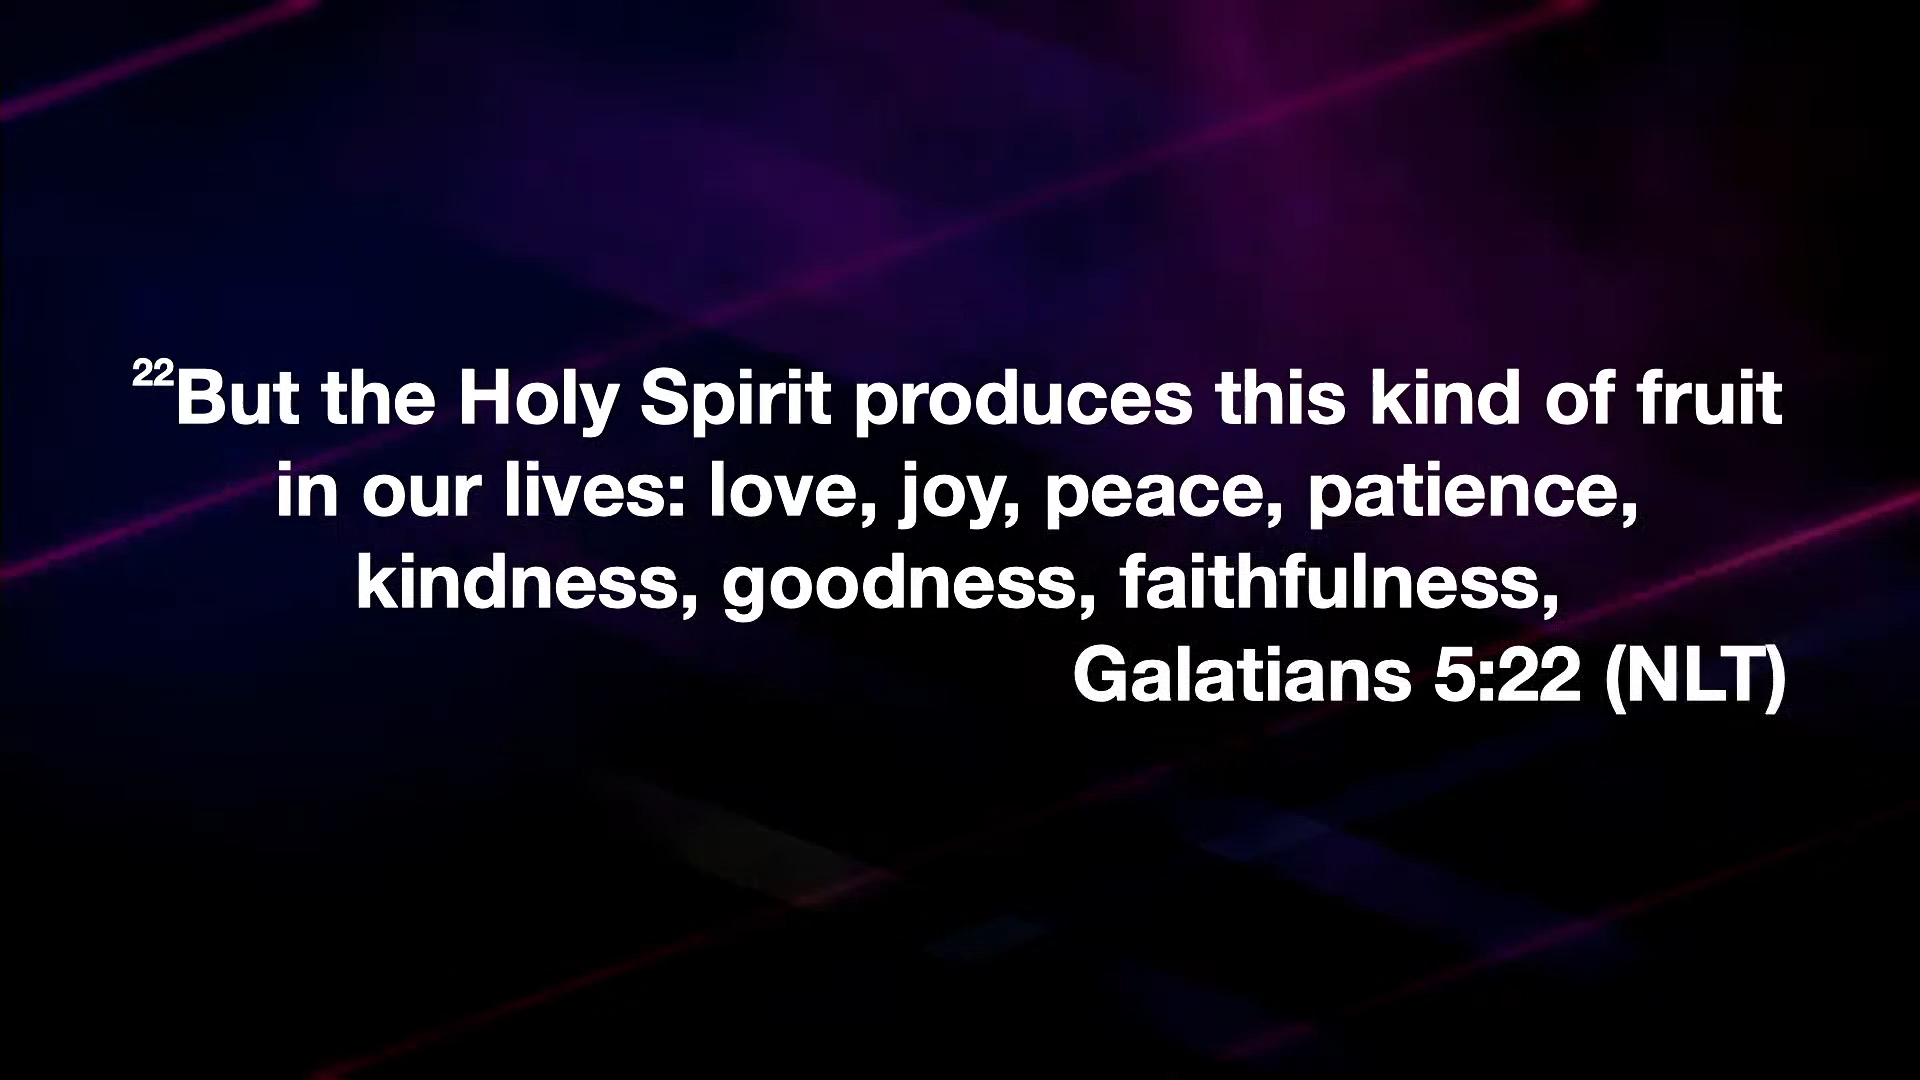 ²²But the Holy Spirit produces this kind of fruit
in our lives: love, joy, peace, patience,
kindness, goodness, faithfulness,
Galatians 5:22 (NLT)